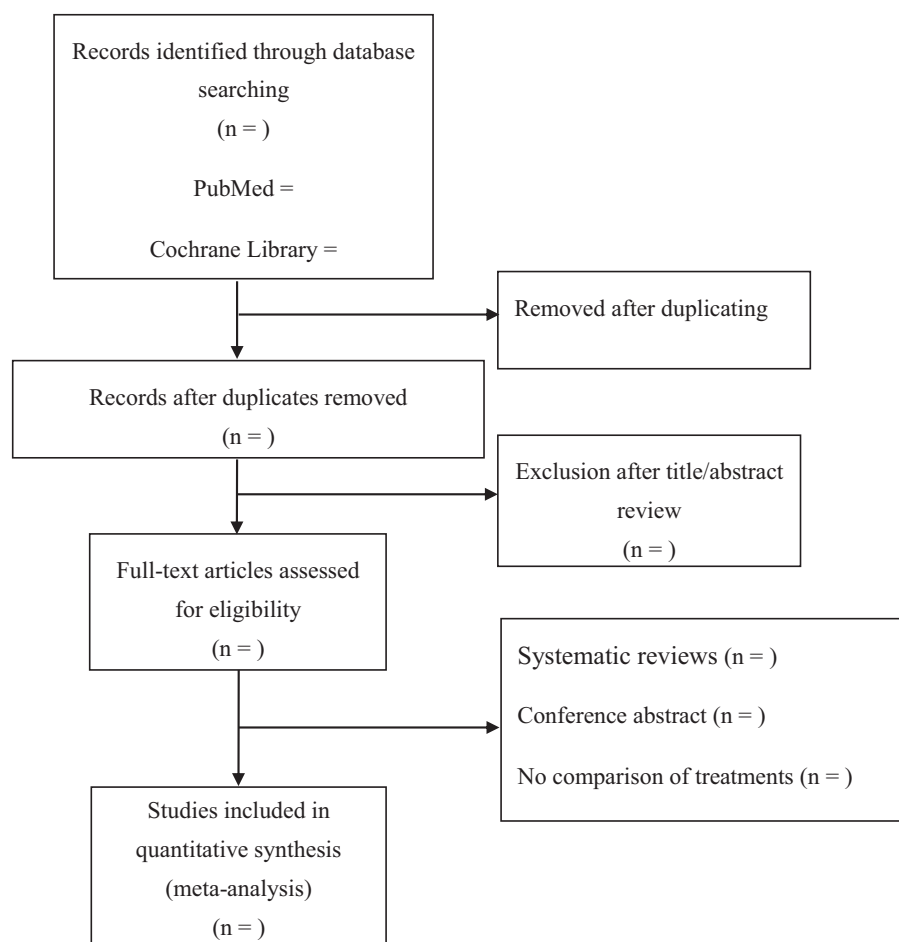 Records identified through database
searching
(n = )
PubMed =
Cochrane Library =
Removed after duplicating
Records after duplicates removed
(n = )
Exclusion after title/abstract
review
(n = )
Full-text articles assessed
for eligibility
(n = )
Systematic reviews (n = )
Conference abstract (n = )
No comparison of treatments (n = )
Studies included in
quantitative synthesis
(meta-analysis)
(n = )